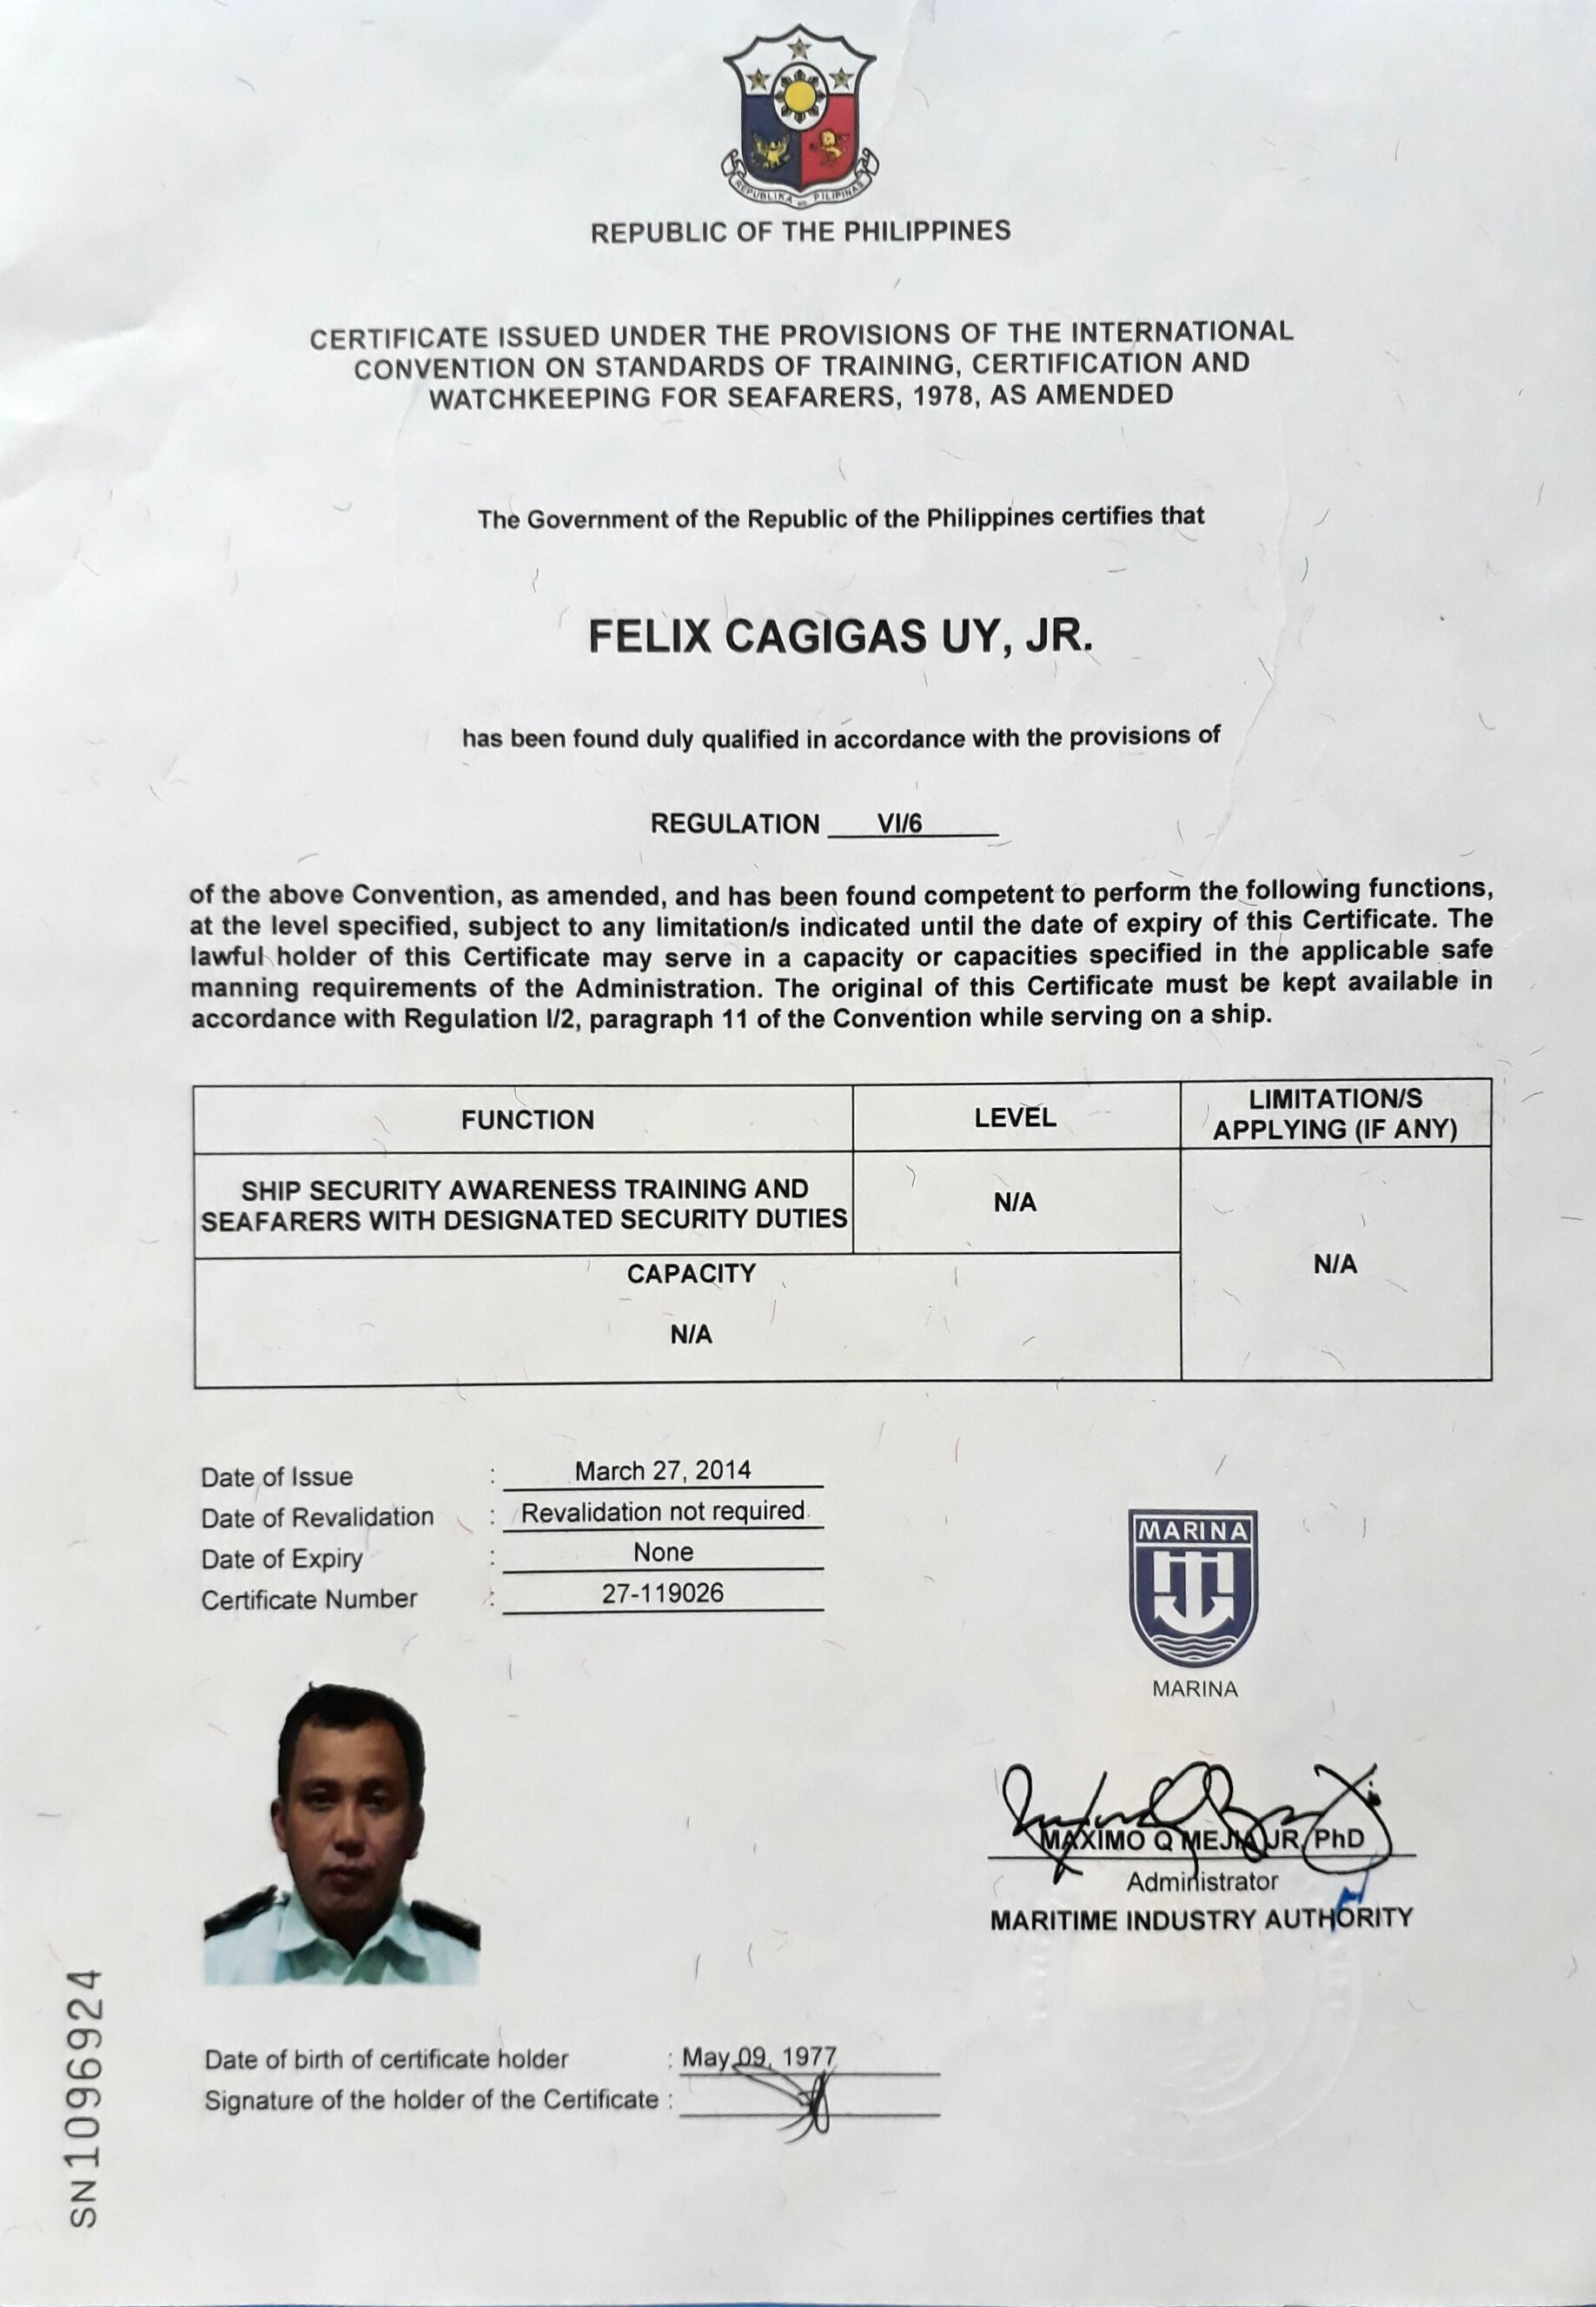 REPUBLIKA NG PILIPINAS
REPUBLIC OF THE PHILIPPINES
CERTIFICATE ISSUED UNDER THE PROVISIONS OF THE INTERNATIONAL
CONVENTION ON STANDARDS OF TRAINING, CERTIFICATION AND
WATCHKEEPING FOR SEAFARERS, 1978, AS AMENDED
The Government of the Republic of the Philippines certifies that
FELIX CAGIGAS UY, JR.
has been found duly qualified in accordance with the provisions of
REGULATION VI/6
of the above Convention, as amended, and has been found competent to perform the following functions,
at the level specified, subject to any limitation/s indicated until the date of expiry of this Certificate. The
lawful holder of this Certificate may serve in a capacity or capacities specified in the applicable safe
manning requirements of the Administration. The original of this Certificate must be kept available in
accordance with Regulation I/2, paragraph 11 of the Convention while serving on a ship.
FUNCTION
LEVEL
LIMITATION/S
APPLYING (IF ANY)
SHIP SECURITY AWARENESS TRAINING AND
SEAFARERS WITH DESIGNATED SECURITY DUTIES
N/A
N/A
CAPACITY
N/A
Date of Issue : March 27, 2014
Date of Revalidation : Revalidation not required
Date of Expiry : None
Certificate Number : 27-119026
MARINA
MARINA
MAXIMO Q MEJIA JR, PhD
Administrator
MARITIME INDUSTRY AUTHORITY
Date of birth of certificate holder : May 09, 1977
Signature of the holder of the Certificate :
SN1096924